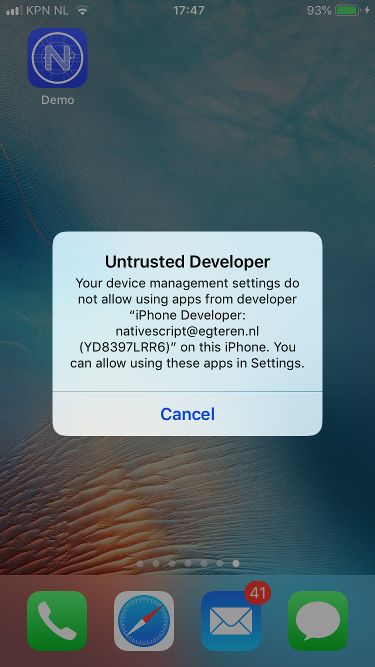 KPN NL
17:47
93%
N
Demo
Untrusted Developer
Your device management settings do
not allow using apps from developer
“iPhone Developer:
nativescript@egteren.nl
(YD8397LRR6)” on this iPhone. You
can allow using these apps in Settings.
Cancel
41